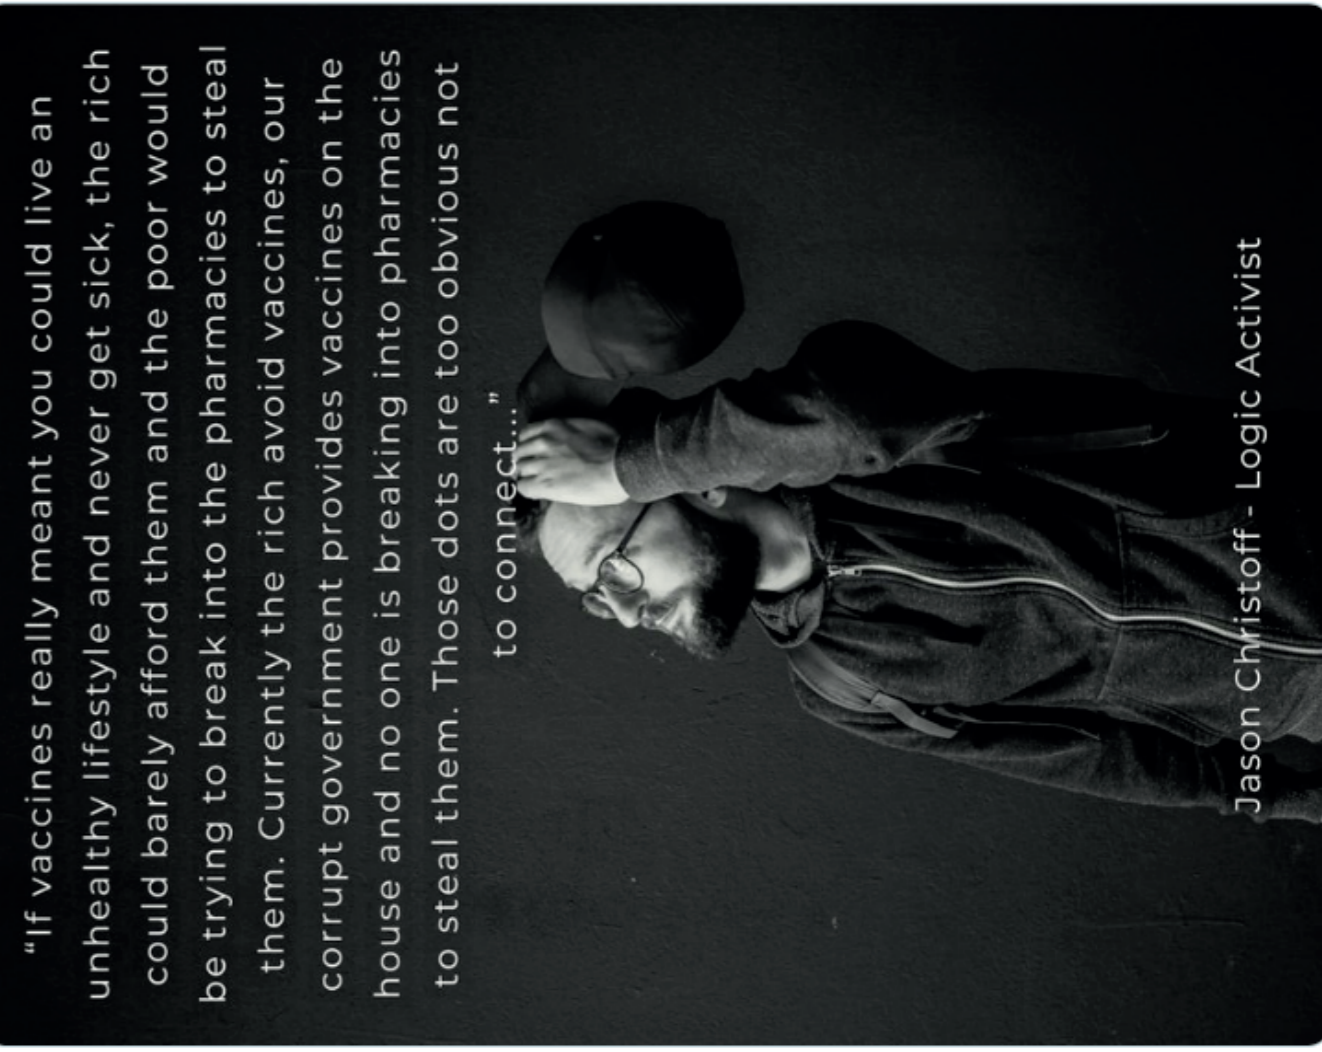 “If vaccines really meant you could live an
unhealthy lifestyle and never get sick, the rich
could barely afford them and the poor would
be trying to break into the pharmacies to steal
them. Currently the rich avoid vaccines, our
corrupt government provides vaccines on the
house and no one is breaking into pharmacies
to steal them. Those dots are too obvious not
to connect...”
Jason Christoff - Logic Activist